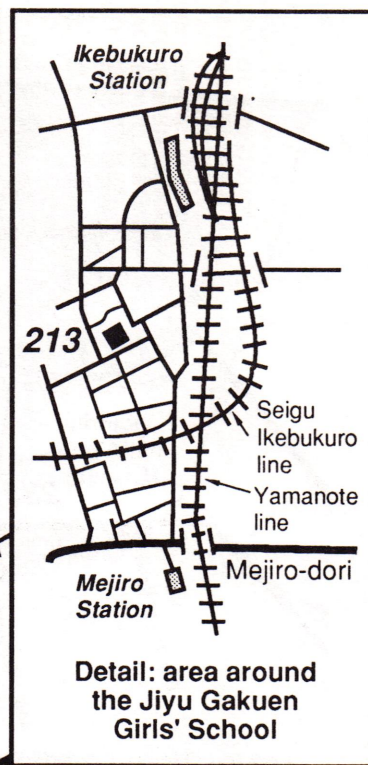 Ikebukuro
Station
213
Seigu
Ikebukuro
line
Yamanote
line
Mejiro-dori
Mejiro
Station
Detail: area around
the Jiyu Gakuen
Girls' School